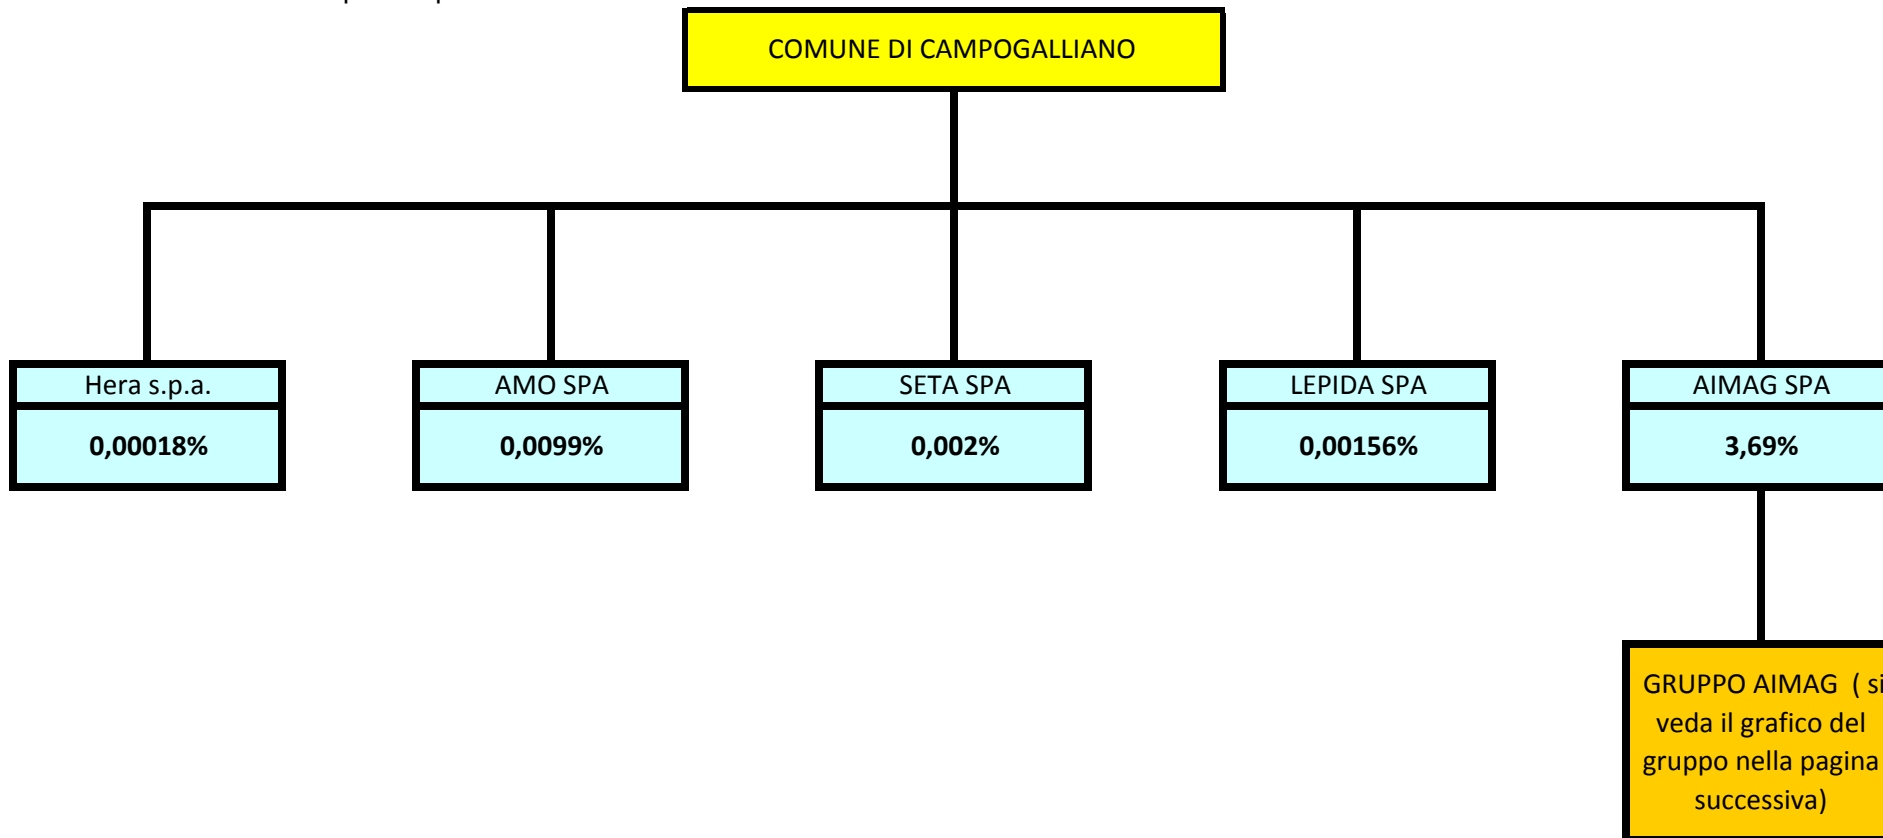 COMUNE DI CAMPOGALLIANO
Hera s.p.a.
0,00018%
AMO SPA
0,0099%
SETA SPA
0,002%
LEPIDA SPA
0,00156%
AIMAG SPA
3,69%
GRUPPO AIMAG ( si
veda il grafico del
gruppo nella pagina
successiva)